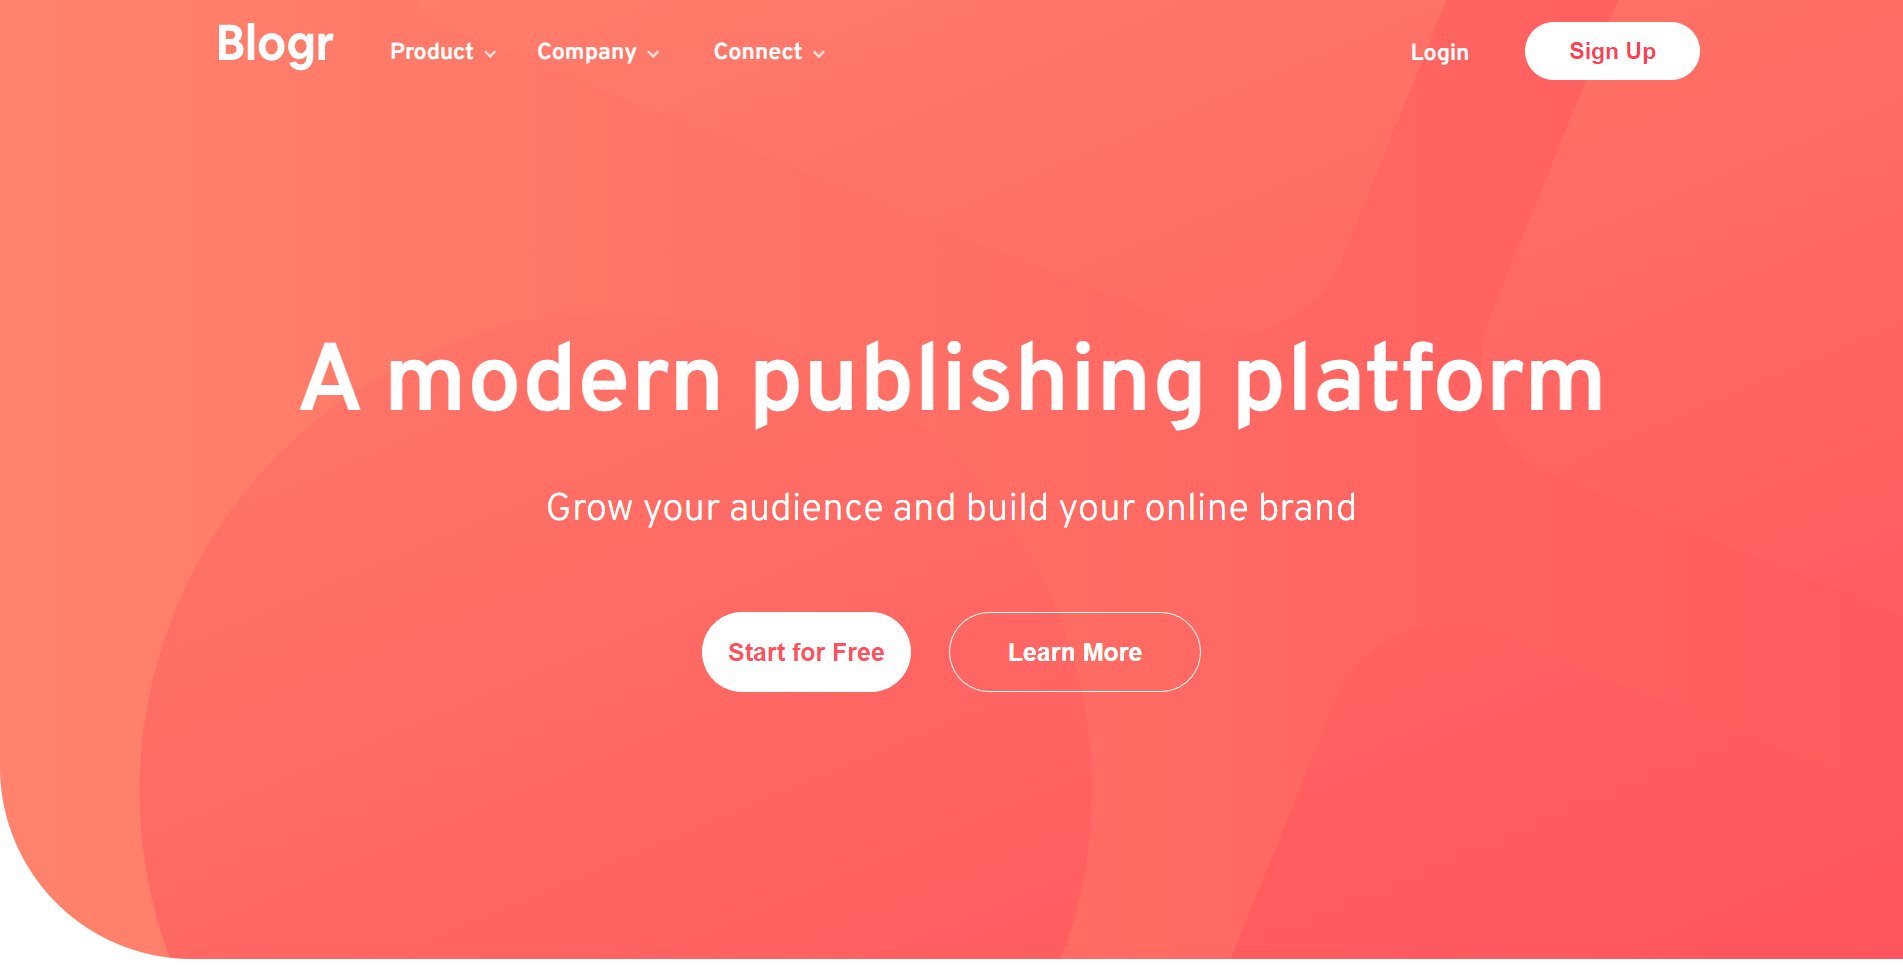 Blogr Product Company Connect Login Sign Up
A modern publishing platform
Grow your audience and build your online brand
Start for Free Learn More